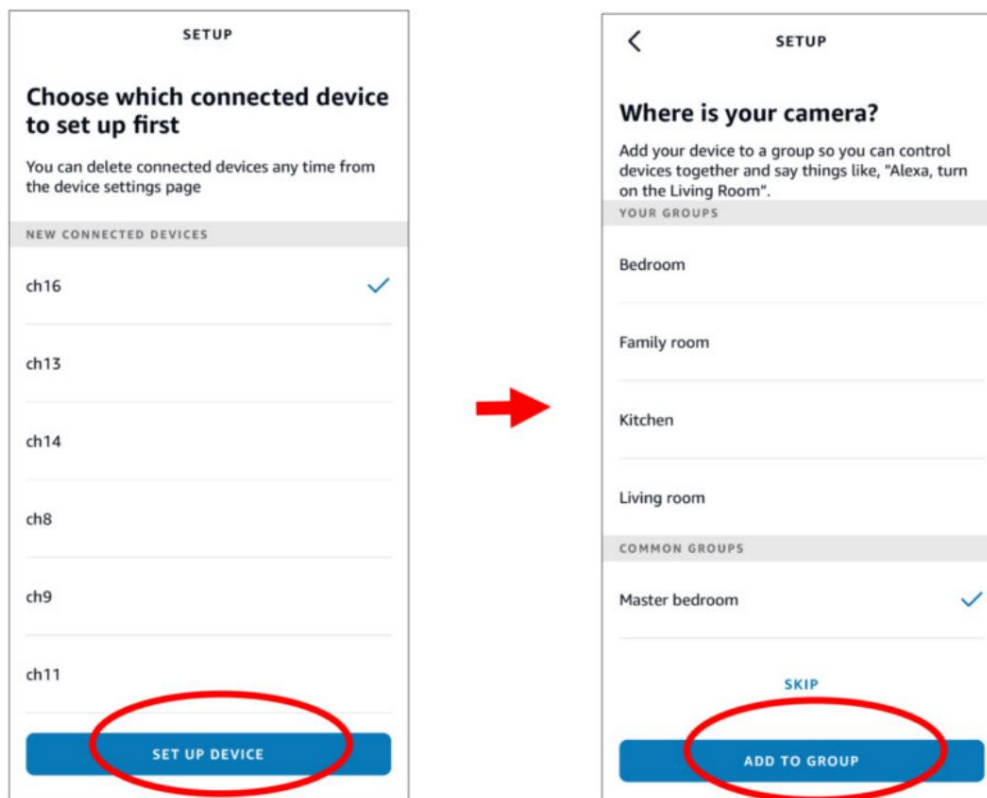 SETUP
Choose which connected device
to set up first
You can delete connected devices any time from
the device settings page
NEW CONNECTED DEVICES
ch16
ch13
ch14
ch8
ch9
ch11
SET UP DEVICE
SETUP
Where is your camera?
Add your device to a group so you can control
devices together and say things like, "Alexa, turn
on the Living Room".
YOUR GROUPS
Bedroom
Family room
Kitchen
Living room
COMMON GROUPS
Master bedroom
SKIP
ADD TO GROUP